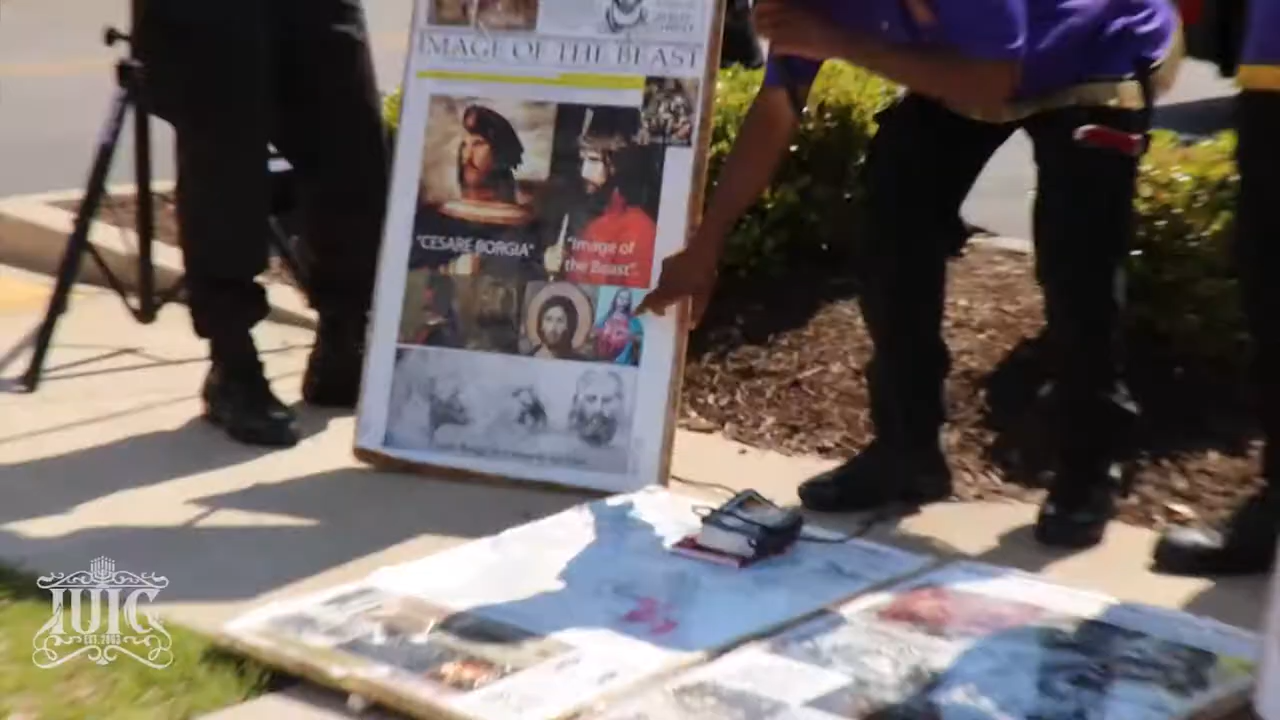 IMAGE OF THE BEAST
"CESARE BORGIA"
"Image of
the Beast"
IUIC
EST. 2003